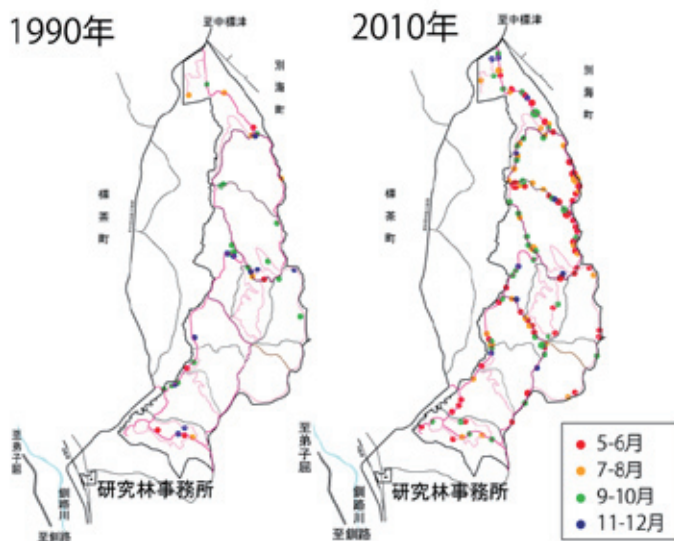 1990年
至中標津
別海町
標茶町
研究林事務所
至弟子屈
釧路川
至釧路
2010年
至中標津
別海町
標茶町
研究林事務所
至弟子屈
釧路川
至釧路
5-6月
7-8月
9-10月
11-12月